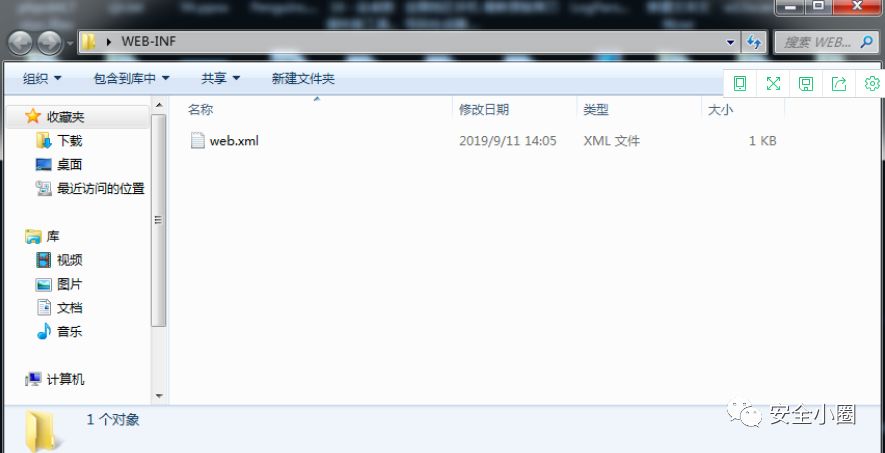 WEB-INF
搜索 WEB...
组织
包含到库中
共享
新建文件夹
收藏夹
下载
桌面
最近访问的位置
库
视频
图片
文档
音乐
计算机
名称
修改日期
类型
大小
web.xml
2019/9/11 14:05
XML 文件
1 KB
1 个对象
安全小圈